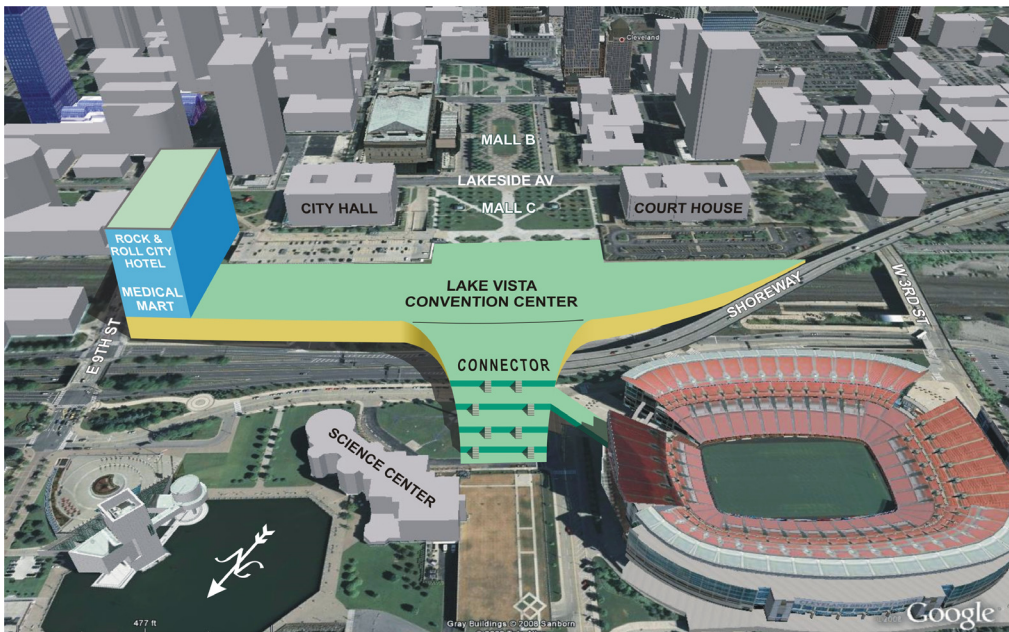 Cleveland
MALL B
LAKESIDE AV
CITY HALL
MALL C
COURT HOUSE
ROCK &
ROLL CITY
HOTEL
MEDICAL
MART
LAKE VISTA
CONVENTION CENTER
SHOREWAY
W 3RD ST
E 9TH ST
CONNECTOR
SCIENCE CENTER
N
477 ft
Gray Buildings © 2008 Sanborn
Google